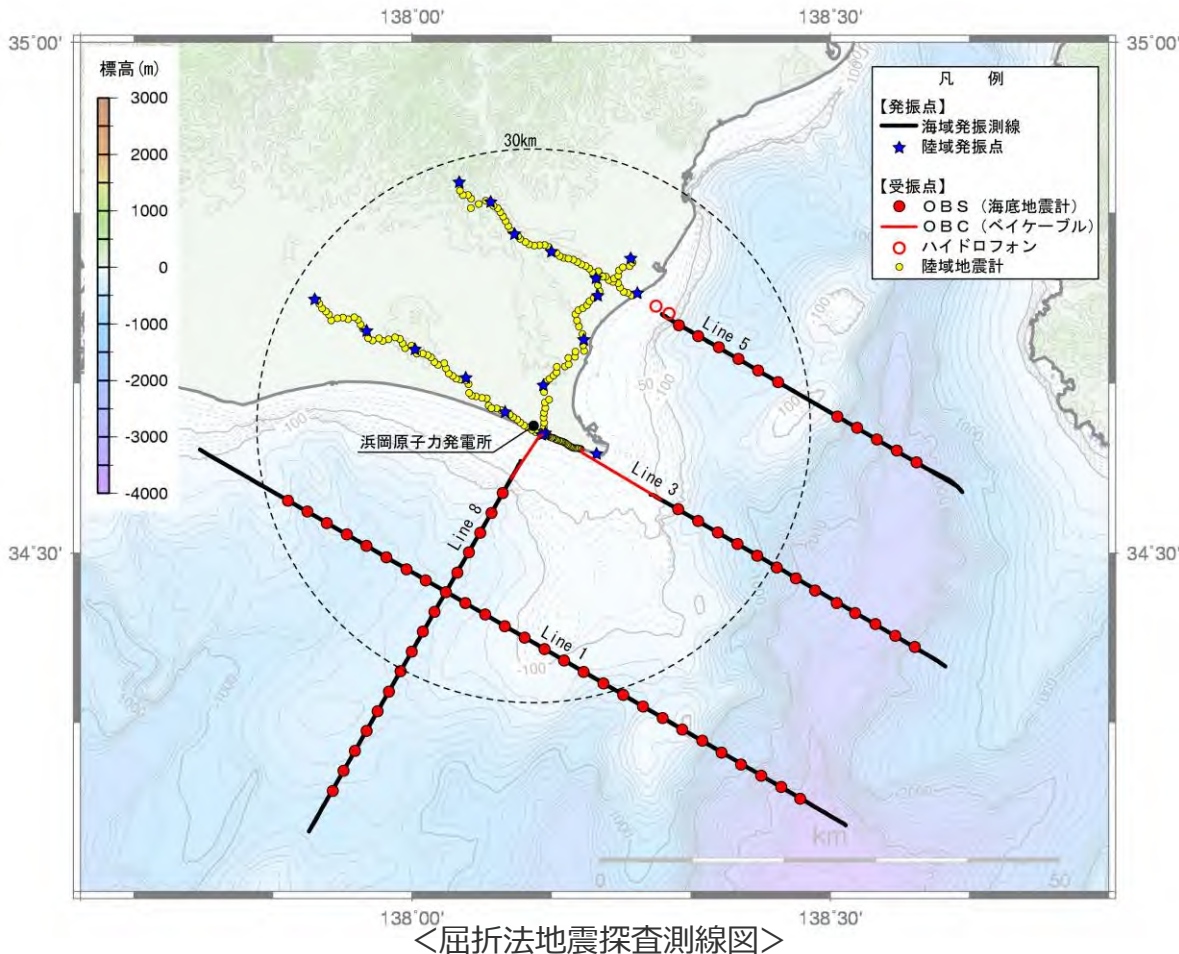 138°00'
138°30'
35°00'
35°00'
標高(m)
3000
2000
1000
0
-1000
-2000
-3000
-4000
凡 例
【発振点】
海域発振測線
陸域発振点
【受振点】
OBS (海底地震計)
OBC (ベイケーブル)
ハイドロフォン
陸域地震計
30km
Line 5
浜岡原子力発電所
Line 3
Line 8
34°30'
34°30'
Line 1
-100
km
0
50
138°00'
138°30'
<屈折法地震探査測線図>